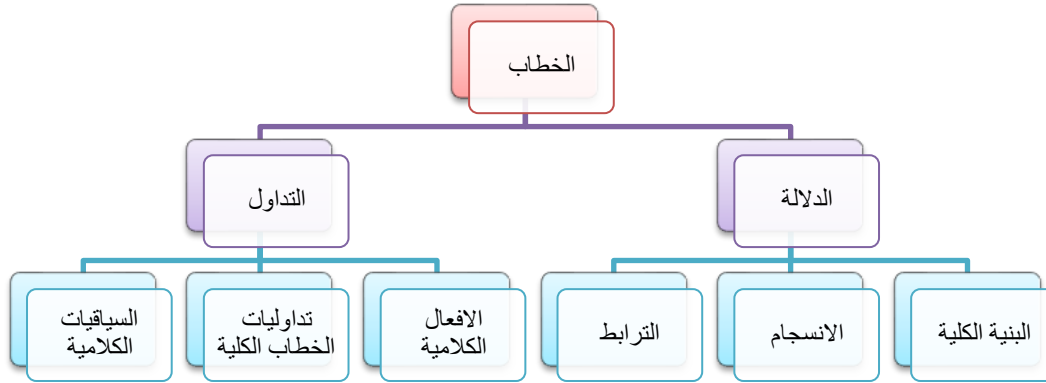 الخطاب
الدلالة
التداول
البنية الكلية
الانسجام
الترابط
الافعال
الكلامية
تداوليات
الخطاب الكلية
السياقيات
الكلامية